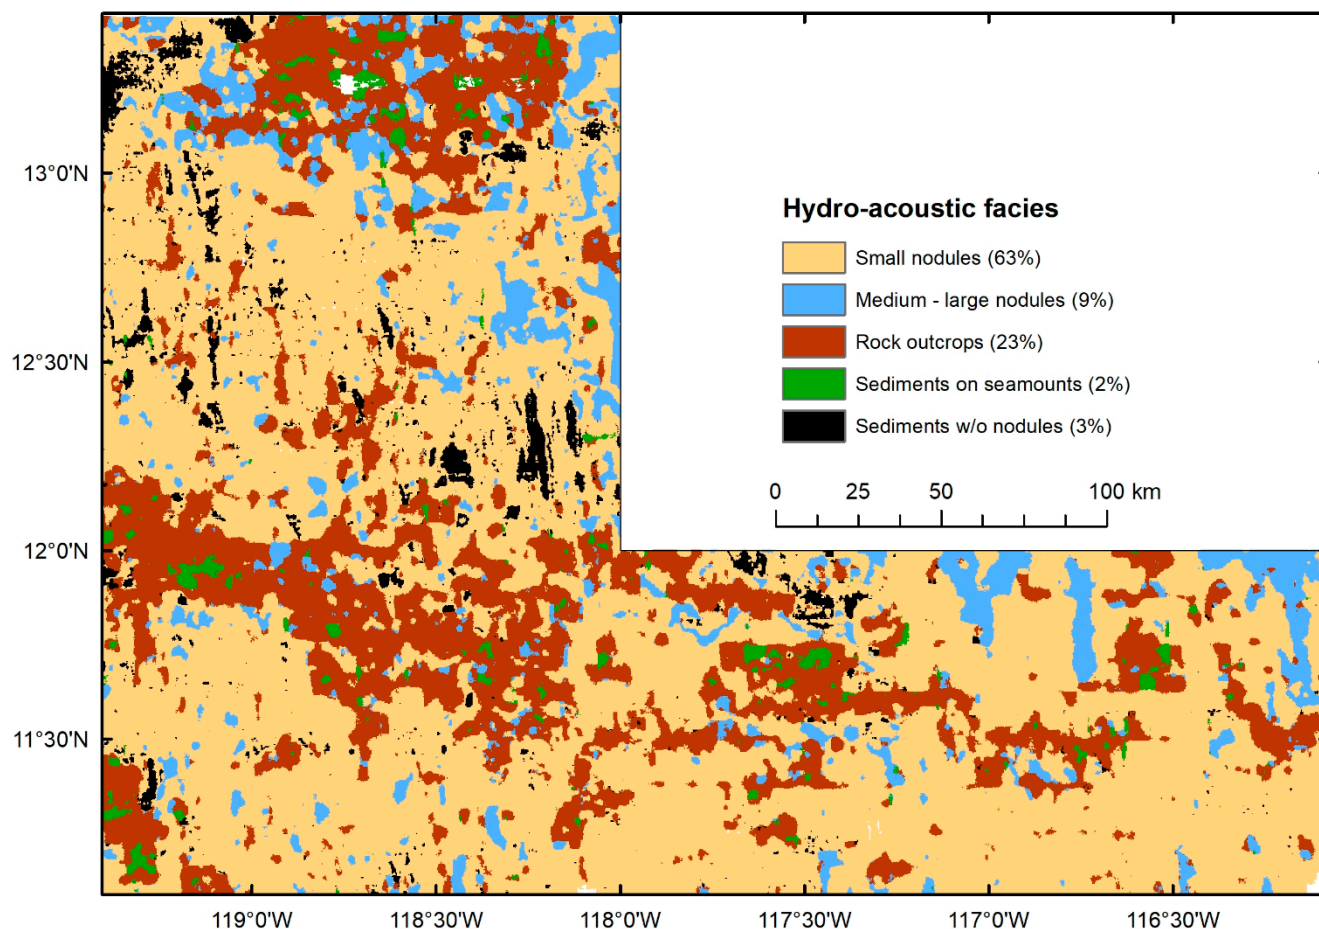 13°0'N
12°30'N
12°0'N
11°30'N
Hydro-acoustic facies
Small nodules (63%)
Medium - large nodules (9%)
Rock outcrops (23%)
Sediments on seamounts (2%)
Sediments w/o nodules (3%)
0 25 50 100 km
119°0'W 118°30'W 118°0'W 117°30'W 117°0'W 116°30'W